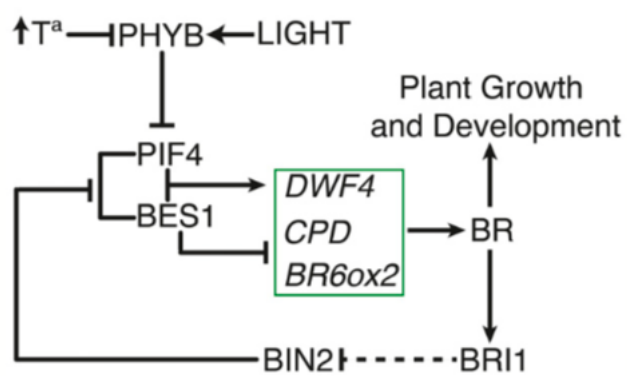 ↑Tª PHYB LIGHT
Plant Growth
and Development
PIF4
BES1
DWF4
CPD
BR6ox2
BR
BIN2 BRI1